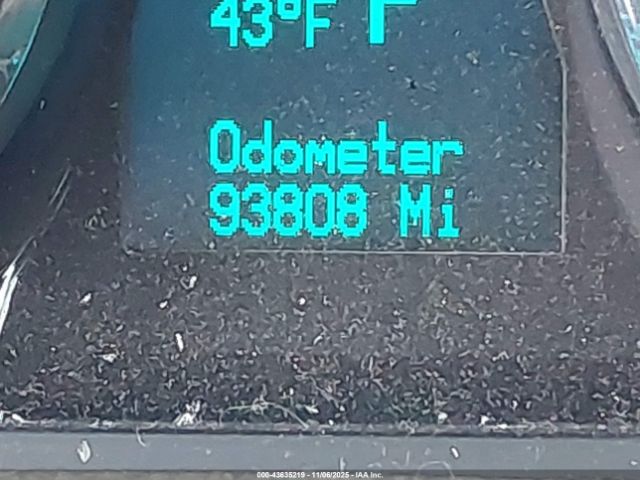 43°F
Odometer
93808 Mi
000-43635219 - 11/06/2025 - IAA Inc.